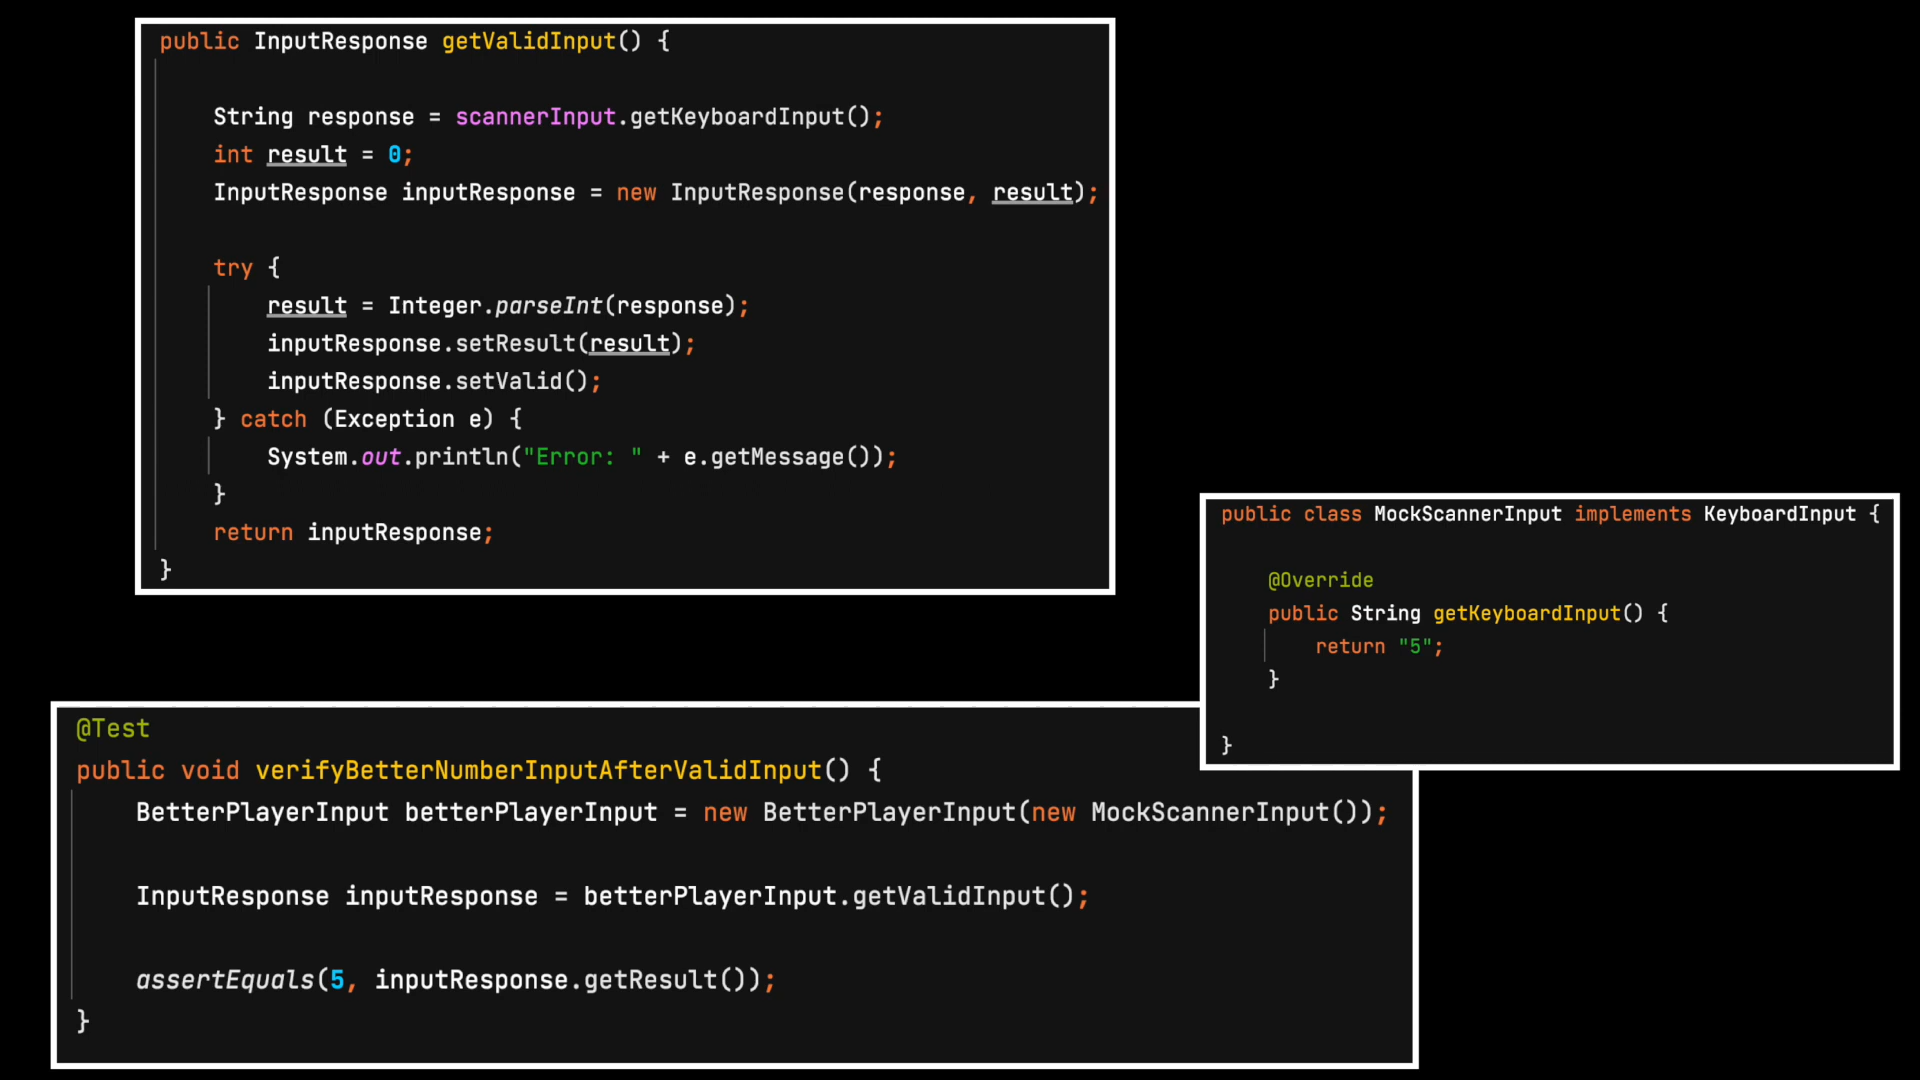 public InputResponse getValidInput() {
String response = scannerInput.getKeyboardInput();
int result = 0;
InputResponse inputResponse = new InputResponse(response, result);
try {
result = Integer.parseInt(response);
inputResponse.setResult(result);
inputResponse.setValid();
} catch (Exception e) {
System.out.println("Error: " + e.getMessage());
}
return inputResponse;
}
public class MockScannerInput implements KeyboardInput {
@Override
public String getKeyboardInput() {
return "5";
}
}
@Test
public void verifyBetterNumberInputAfterValidInput() {
BetterPlayerInput betterPlayerInput = new BetterPlayerInput(new MockScannerInput());
InputResponse inputResponse = betterPlayerInput.getValidInput();
assertEquals(5, inputResponse.getResult());
}